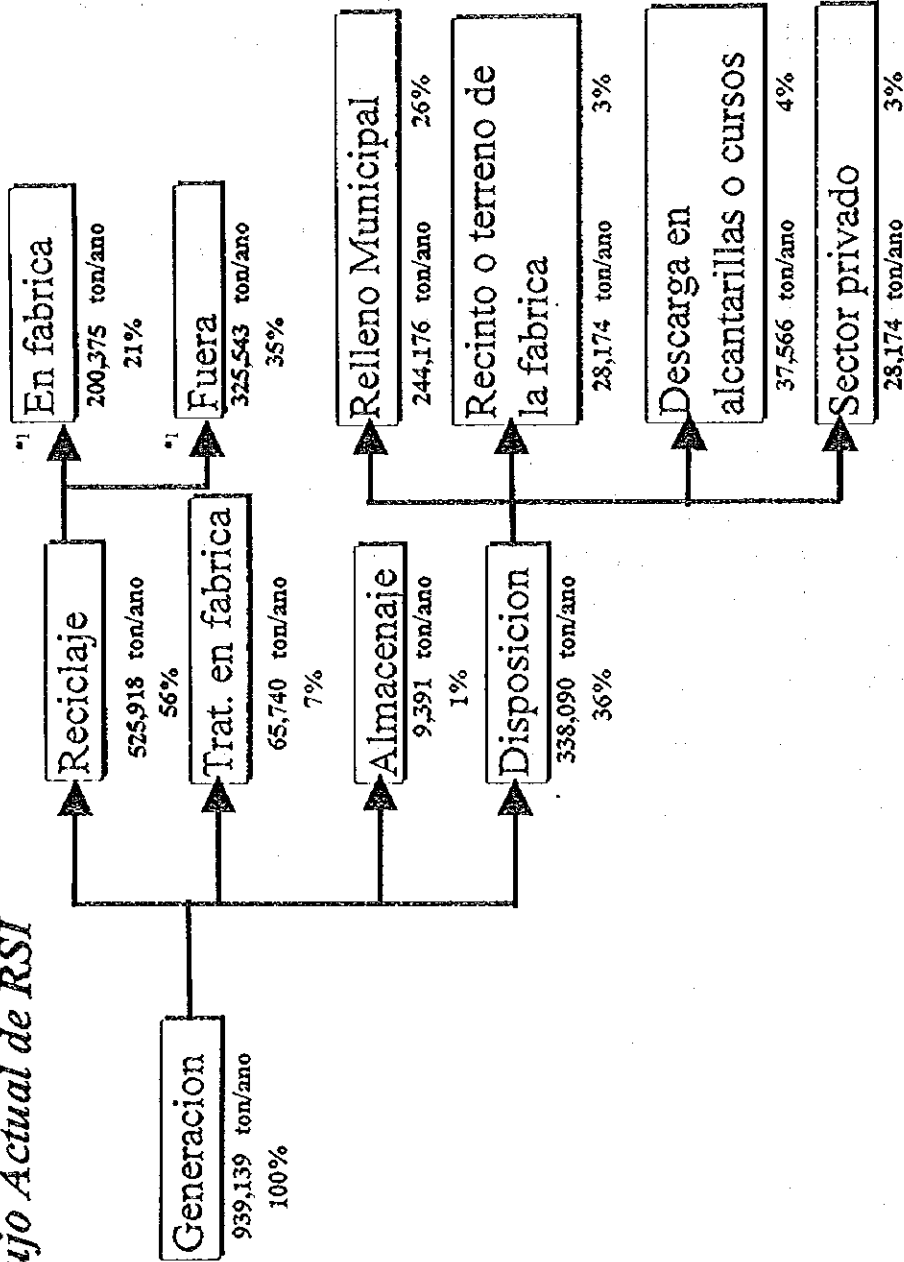 Actual de RSI
Generacion
939,139 ton/ano
100%
Reciclaje
525,918 ton/ano
56%
Trat. en fabrica
65,740 ton/ano
7%
Almacenaje
9,391 ton/ano
1%
Disposicion
338,090 ton/ano
36%
*1
En fabrica
200,375 ton/ano
21%
*1
Fuera
325,543 ton/ano
35%
Relleno Municipal
244,176 ton/ano 26%
Recinto o terreno de
la fabrica
28,174 ton/ano 3%
Descarga en
alcantarillas o cursos
37,566 ton/ano 4%
Sector privado
28,174 ton/ano 3%